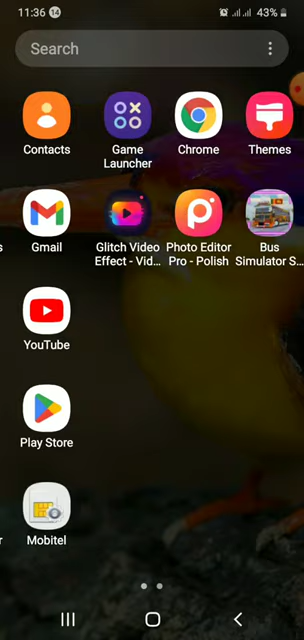 11:36 14 43%
Search
Contacts
Game
Launcher
Chrome
Themes
s
Gmail
Glitch Video
Effect - Vid...
Photo Editor
Pro - Polish
Bus
Simulator S...
YouTube
Play Store
r
Mobitel